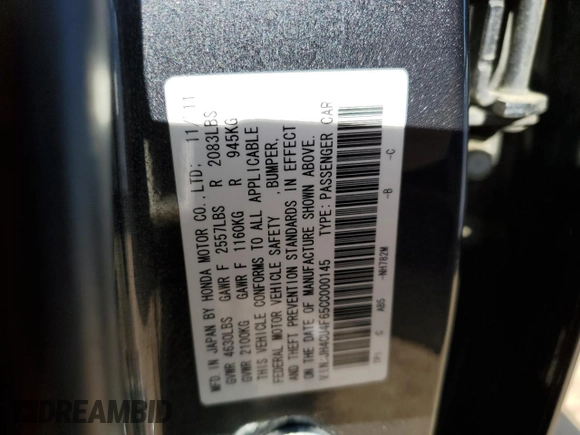 MFD IN JAPAN BY HONDA MOTOR CO.,LTD. 11/11
GVWR 4630LBS GAWR F 2557LBS R 2083LBS
GVWR 2100KG GAWR F 1160KG R 945KG
THIS VEHICLE CONFORMS TO ALL APPLICABLE
FEDERAL MOTOR VEHICLE SAFETY ,BUMPER,
AND THEFT PREVENTION STANDARDS IN EFFECT
ON THE DATE OF MANUFACTURE SHOWN ABOVE.
V.I.N. JH4CU4F65CC000145 TYPE: PASSENGER CAR
TPI C ABS -NH782M -B -C
DREAMBID